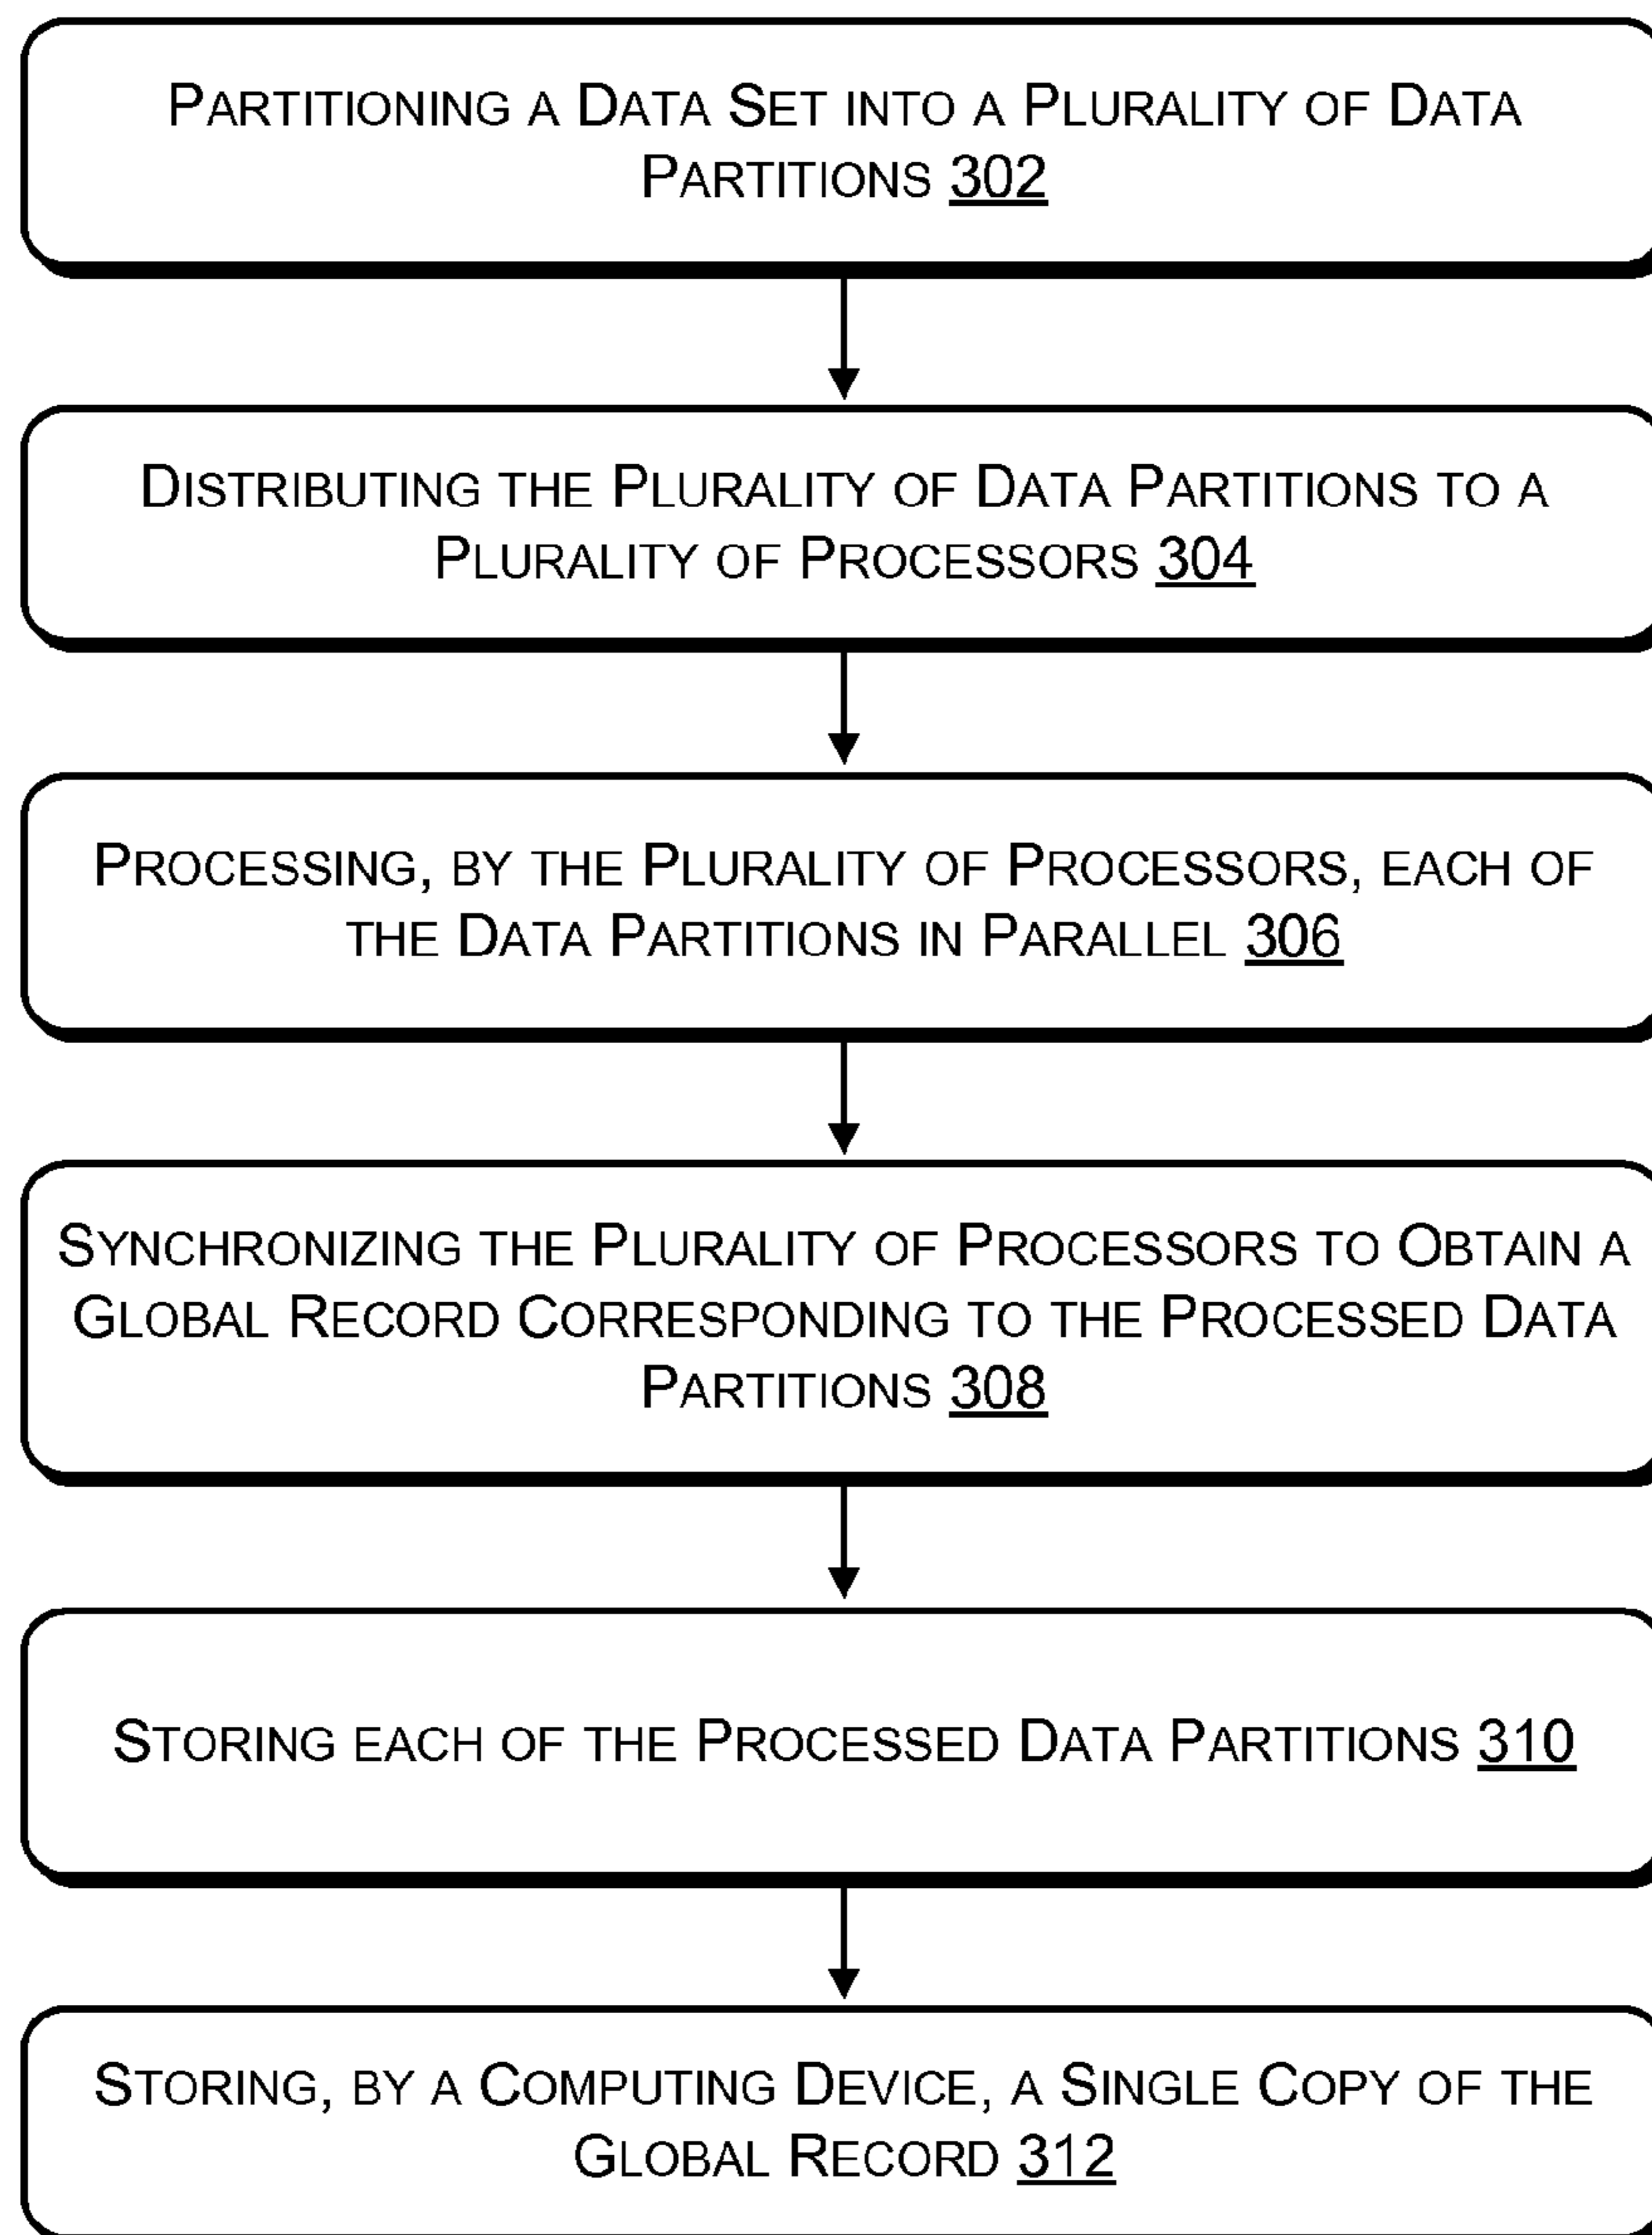 PARTITIONING A DATA SET INTO A PLURALITY OF DATA
PARTITIONS 302
DISTRIBUTING THE PLURALITY OF DATA PARTITIONS TO A
PLURALITY OF PROCESSORS 304
PROCESSING, BY THE PLURALITY OF PROCESSORS, EACH OF
THE DATA PARTITIONS IN PARALLEL 306
SYNCHRONIZING THE PLURALITY OF PROCESSORS TO OBTAIN A
GLOBAL RECORD CORRESPONDING TO THE PROCESSED DATA
PARTITIONS 308
STORING EACH OF THE PROCESSED DATA PARTITIONS 310
STORING, BY A COMPUTING DEVICE, A SINGLE COPY OF THE
GLOBAL RECORD 312